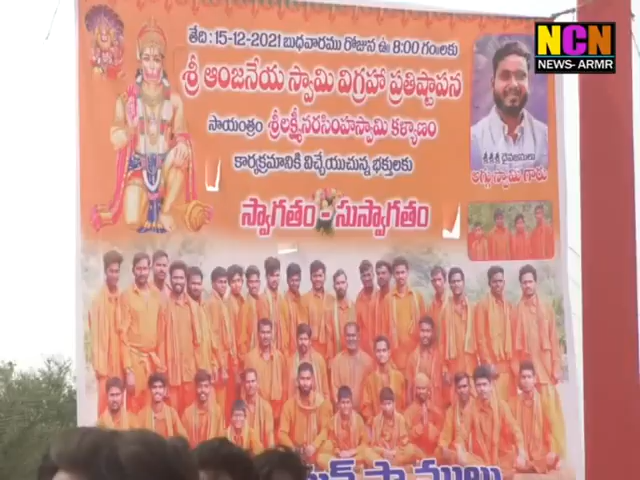 తేది : 15-12-2021 బుధవారము రోజున ఉ॥ 8:00 గం॥లకు
NCN
NEWS- ARMR
శ్రీ ఆంజనేయ స్వామి విగ్రహా ప్రతిష్టాపన
సాయంత్రం శ్రీలక్ష్మీనరసింహస్వామి కళ్యాణం
కార్యక్రమానికి విచ్చేయుచున్న భక్తులకు
శ్రీశ్రీశ్రీ దైవజనులు
స్వామి గారు
స్వాగతం - సుస్వాగతం